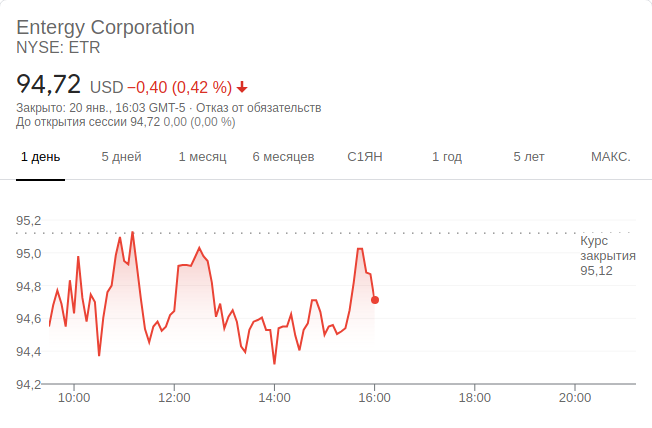 Entergy Corporation
NYSE: ETR
94,72 USD −0,40 (0,42 %)
Закрыто: 20 янв., 16:03 GMT-5 · Отказ от обязательств
До открытия сессии 94,72 0,00 (0,00 %)
1 день 5 дней 1 месяц 6 месяцев С1ЯН 1 год 5 лет МАКС.
95,2
95,0
94,8
94,6
94,4
94,2
Курс
закрытия
95,12
10:00 12:00 14:00 16:00 18:00 20:00